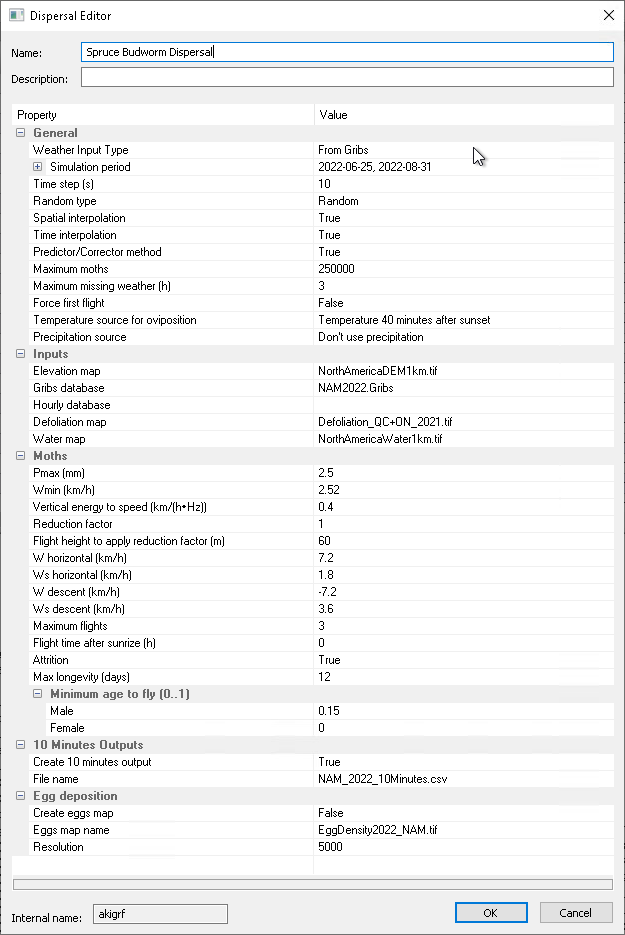 Dispersal Editor
Name: Spruce Budworm Dispersal
Description:
Property Value
General
Weather Input Type From Gribs
Simulation period 2022-06-25, 2022-08-31
Time step (s) 10
Random type Random
Spatial interpolation True
Time interpolation True
Predictor/Corrector method True
Maximum moths 250000
Maximum missing weather (h) 3
Force first flight False
Temperature source for oviposition Temperature 40 minutes after sunset
Precipitation source Don't use precipitation
Inputs
Elevation map NorthAmericaDEM1km.tif
Gribs database NAM2022.Gribs
Hourly database
Defoliation map Defoliation_QC+ON_2021.tif
Water map NorthAmericaWater1km.tif
Moths
Pmax (mm) 2.5
Wmin (km/h) 2.52
Vertical energy to speed (km/(h•Hz)) 0.4
Reduction factor 1
Flight height to apply reduction factor (m) 60
W horizontal (km/h) 7.2
Ws horizontal (km/h) 1.8
W descent (km/h) -7.2
Ws descent (km/h) 3.6
Maximum flights 3
Flight time after sunrize (h) 0
Attrition True
Max longevity (days) 12
Minimum age to fly (0..1)
Male 0.15
Female 0
10 Minutes Outputs
Create 10 minutes output True
File name NAM_2022_10Minutes.csv
Egg deposition
Create eggs map False
Eggs map name EggDensity2022_NAM.tif
Resolution 5000
Internal name: akigrf OK Cancel